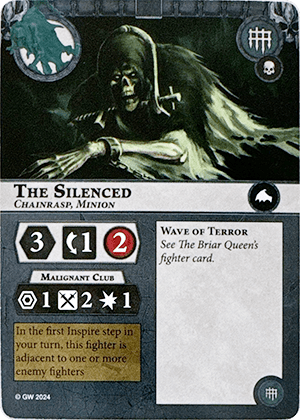 THE SILENCED
CHAINRASP, MINION
3 1 2
MALIGNANT CLUB
1 2 1
WAVE OF TERROR
See The Briar Queen's
fighter card.
In the first Inspire step in
your turn, this fighter is
adjacent to one or more
enemy fighters
© GW 2024